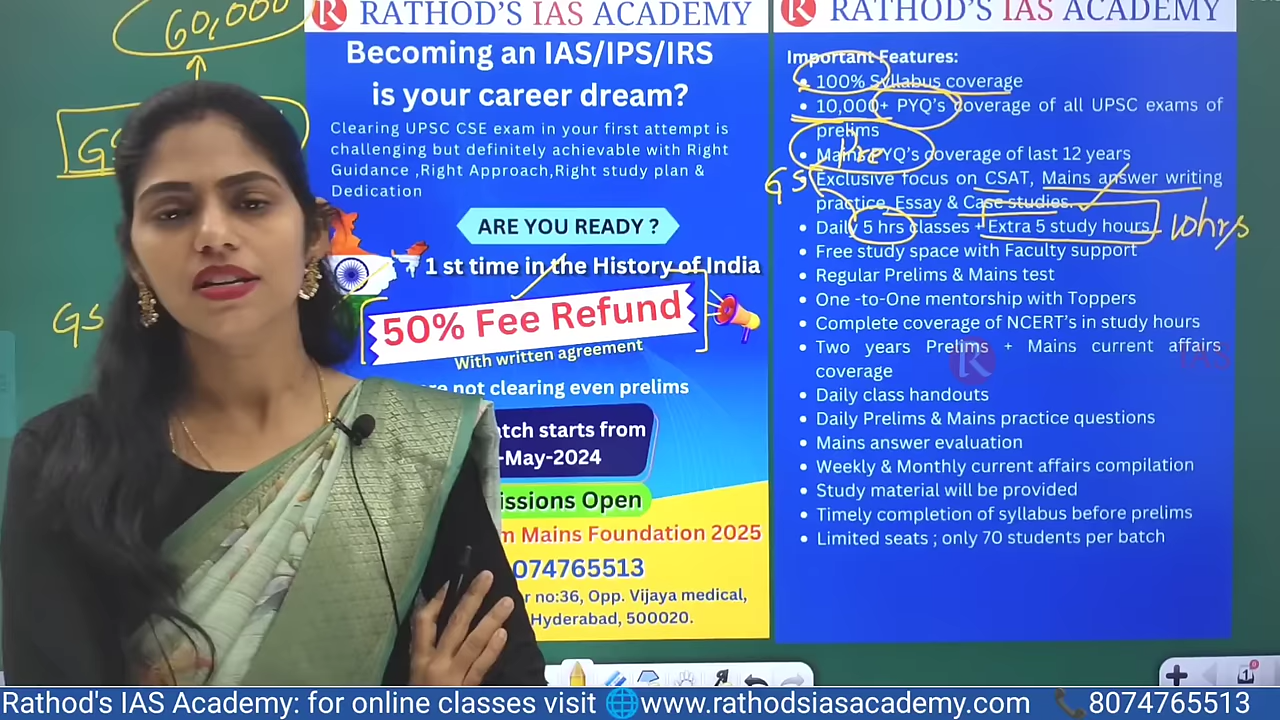 60,000
GS
GS
RATHOD'S IAS ACADEMY
Becoming an IAS/IPS/IRS
is your career dream?
Clearing UPSC CSE exam in your first attempt is
challenging but definitely achievable with Right
Guidance ,Right Approach,Right study plan &
Dedication
ARE YOU READY ?
1 st time in the History of India
50% Fee Refund
With written agreement
not clearing even prelims
starts from
-May-2024
Open
Mains Foundation 2025
074765513
no:36, Opp. Vijaya medical,
Hyderabad, 500020.
RATHOD'S IAS ACADEMY
Important Features:
• 100% Syllabus coverage
• 10,000+ PYQ's coverage of all UPSC exams of
prelims
Pre
• Mains PYQ's coverage of last 12 years
GS
• Exclusive focus on CSAT, Mains answer writing
practice, Essay & Case studies.
• Daily 5 hrs classes + Extra 5 study hours
10hrs
• Free study space with Faculty support
• Regular Prelims & Mains test
• One -to-One mentorship with Toppers
• Complete coverage of NCERT's in study hours
• Two years Prelims + Mains current affairs
coverage
• Daily class handouts
• Daily Prelims & Mains practice questions
• Mains answer evaluation
• Weekly & Monthly current affairs compilation
• Study material will be provided
• Timely completion of syllabus before prelims
• Limited seats ; only 70 students per batch
R IAS
Rathod's IAS Academy: for online classes visit 🌐www.rathodsiasacademy.com 📞8074765513